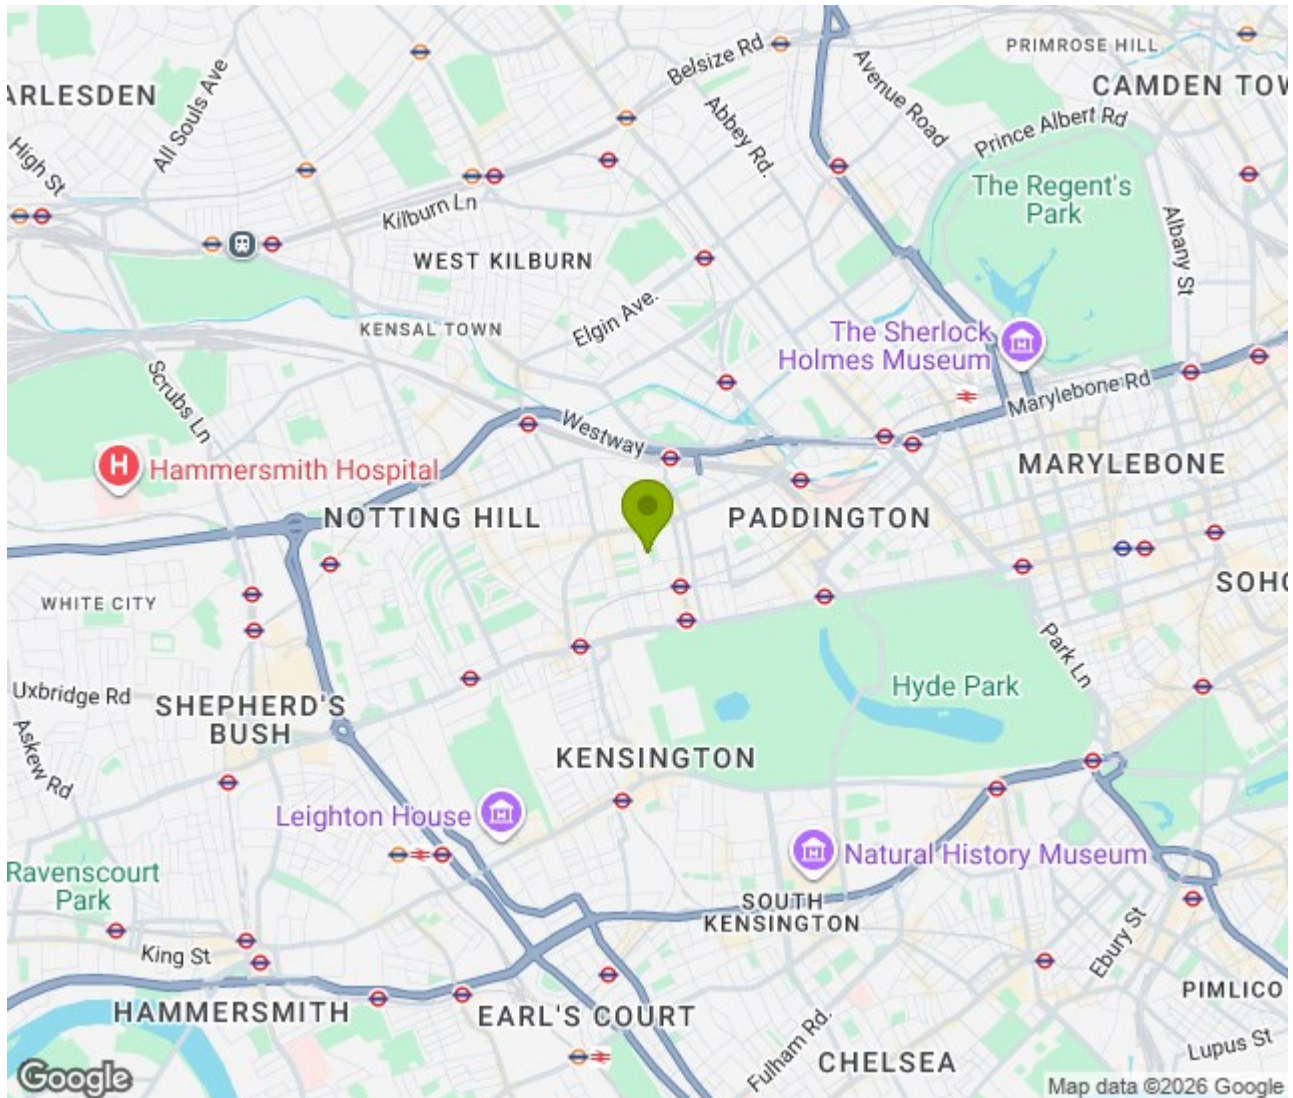 PRIMROSE HILL
Belsize Rd
Avenue Road
CAMDEN TOW
ARLESDEN
All Souls Ave
Abbey Rd.
Prince Albert Rd
High St
The Regent's
Park
Kilburn Ln
Albany St
WEST KILBURN
Elgin Ave.
KENSAL TOWN
The Sherlock
Holmes Museum
Scrubs Ln
Marylebone Rd
Westway
H
Hammersmith Hospital
MARYLEBONE
NOTTING HILL
PADDINGTON
SOHO
WHITE CITY
Park Ln
Uxbridge Rd
Hyde Park
SHEPHERD'S
BUSH
Askew Rd
KENSINGTON
Leighton House
Natural History Museum
Ravenscourt
Park
SOUTH
KENSINGTON
Ebury St
King St
PIMLICO
HAMMERSMITH
EARL'S COURT
Fulham Rd.
CHELSEA
Lupus St
Google
Map data ©2026 Google